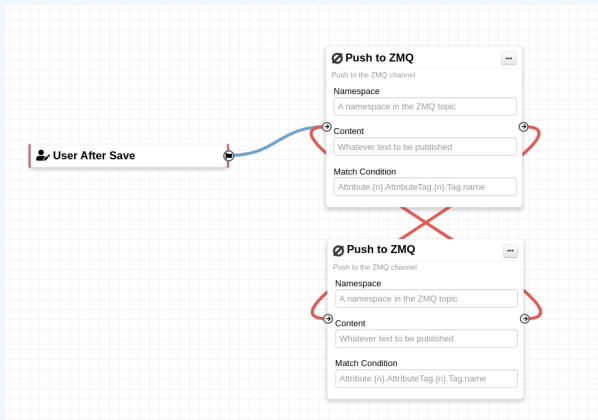 Push to ZMQ
Push to the ZMQ channel
Namespace
A namespace in the ZMQ topic
Content
Whatever text to be published
User After Save
Match Condition
Attribute.{n}.AttributeTag.{n}.Tag.name
Push to ZMQ
Push to the ZMQ channel
Namespace
A namespace in the ZMQ topic
Content
Whatever text to be published
Match Condition
Attribute.{n}.AttributeTag.{n}.Tag.name